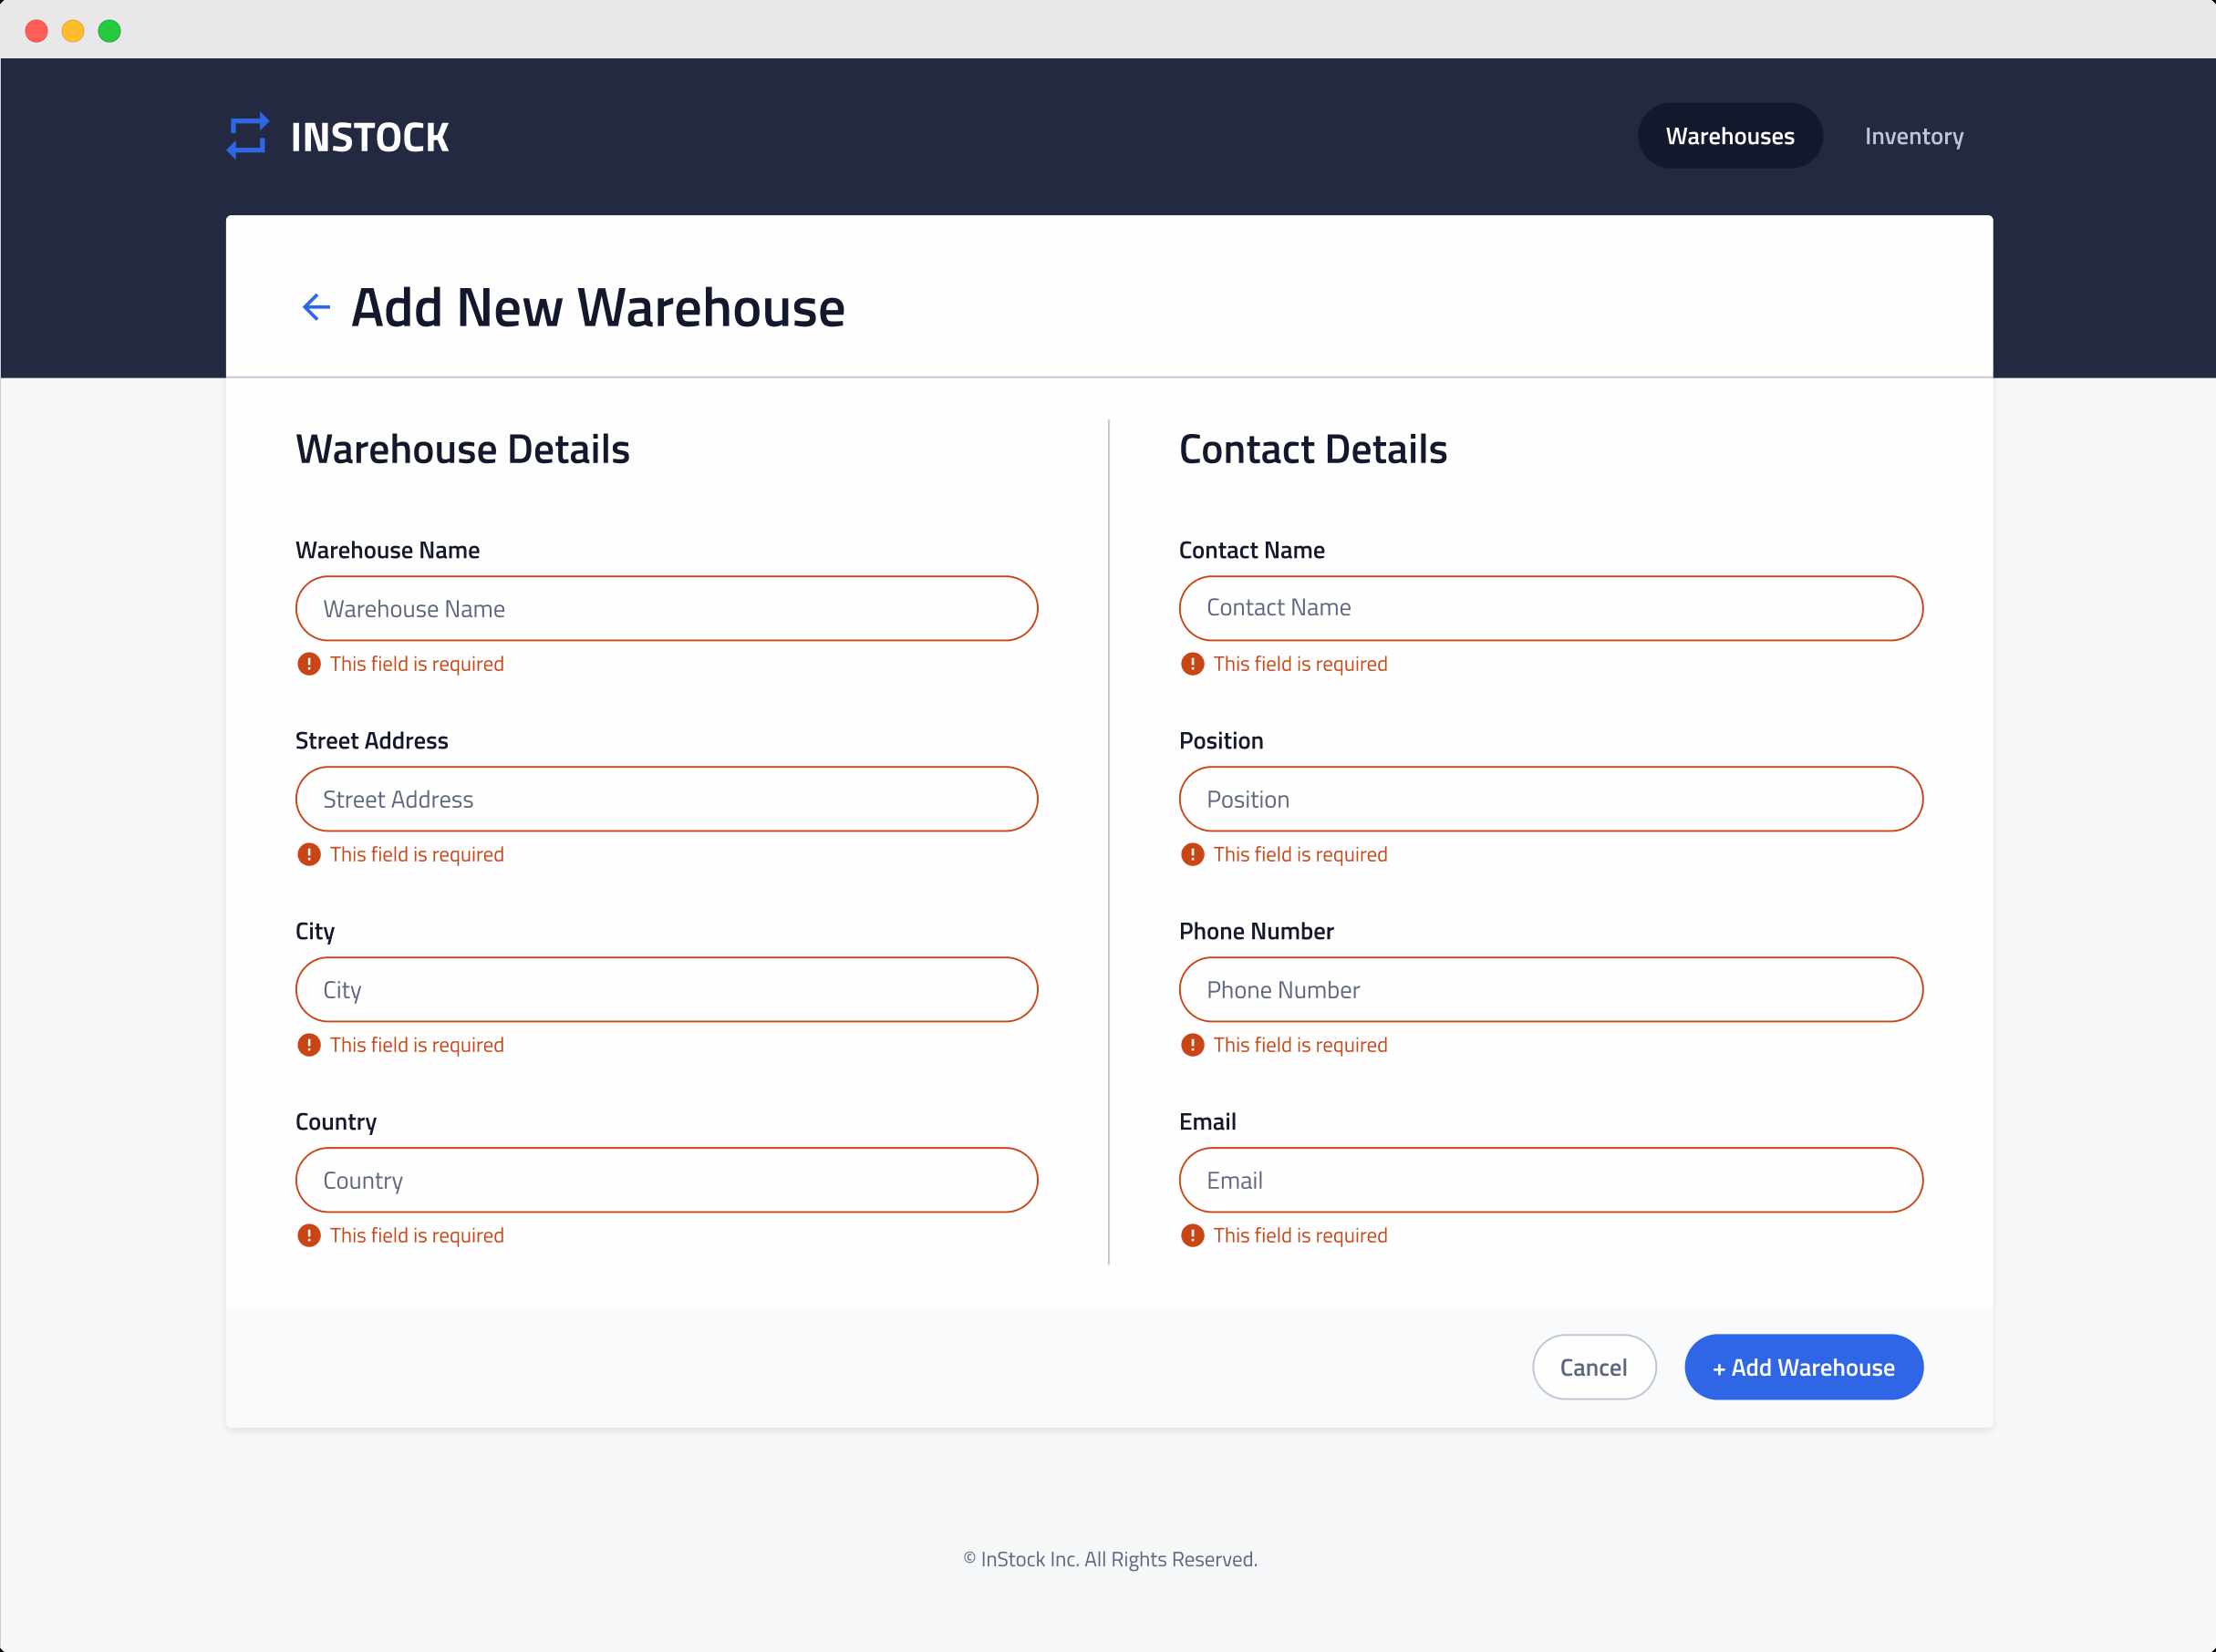 INSTOCK
Warehouses
Inventory
Add New Warehouse
Warehouse Details
Warehouse Name
Warehouse Name
This field is required
Street Address
Street Address
This field is required
City
City
This field is required
Country
Country
This field is required
Contact Details
Contact Name
Contact Name
This field is required
Position
Position
This field is required
Phone Number
Phone Number
This field is required
Email
Email
This field is required
Cancel
+ Add Warehouse
© InStock Inc. All Rights Reserved.